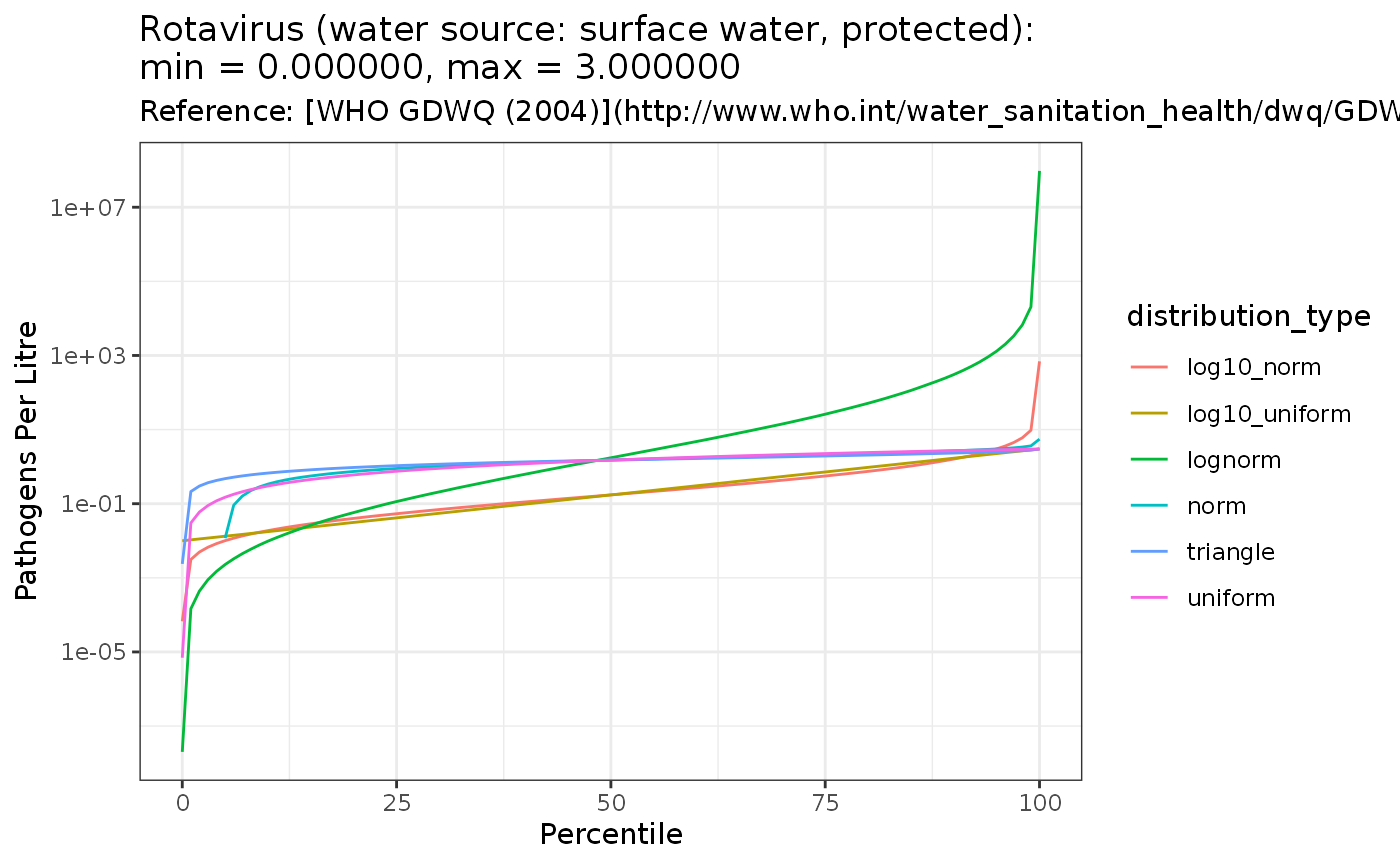 Rotavirus (water source: surface water, protected):
min = 0.000000, max = 3.000000
Reference: [WHO GDWQ (2004)](http://www.who.int/water_sanitation_health/dwq/GDW
1e+07
1e+03
1e-01
1e-05
Pathogens Per Litre
0 25 50 75 100
Percentile
distribution_type
log10_norm
log10_uniform
lognorm
norm
triangle
uniform